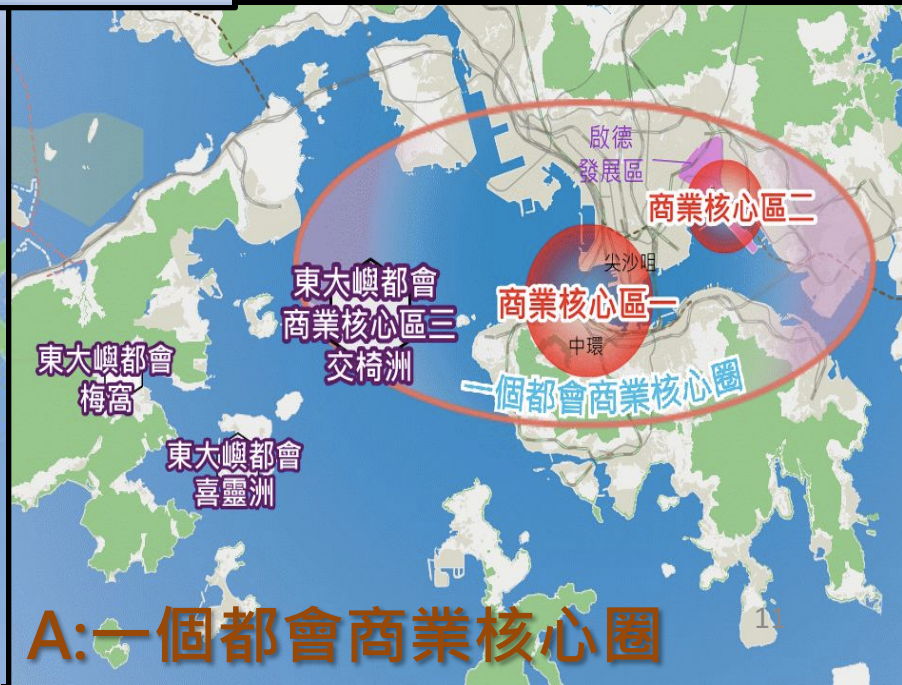 啟德
發展區
商業核心區二
尖沙咀
商業核心區一
中環
一個都會商業核心圈
東大嶼都會
商業核心區三
交椅洲
東大嶼都會
梅窩
東大嶼都會
喜靈洲
A:一個都會商業核心圈
11